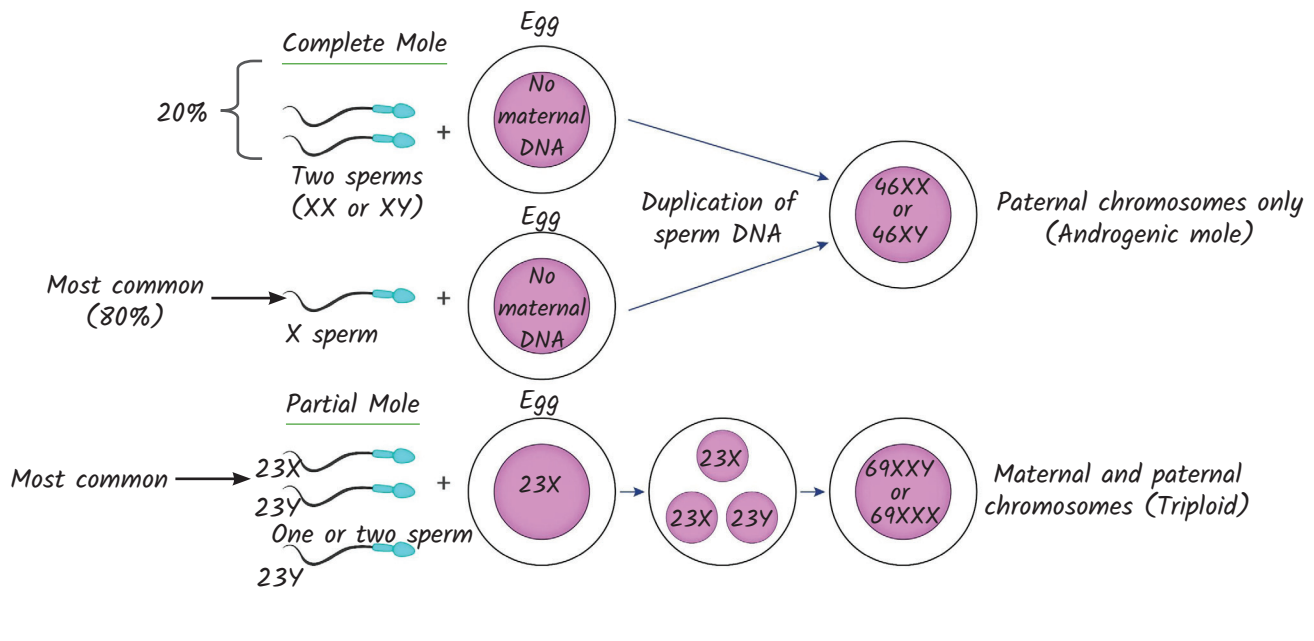 Complete Mole
Egg
20%
No
maternal
DNA
+
Two sperms
(XX or XY)
Duplication of
sperm DNA
46XX
or
46XY
Paternal chromosomes only
(Androgenic mole)
Egg
Most common
(80%)
+
No
maternal
DNA
X sperm
Partial Mole
Egg
Most common
23X
23Y
+
23X
One or two sperm
23Y
23X
23X
23Y
69XXY
or
69XXX
Maternal and paternal
chromosomes (Triploid)